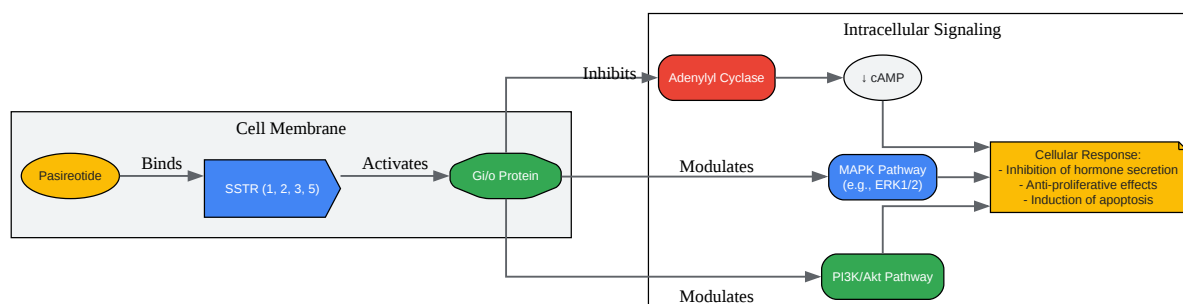 Intracellular Signaling
Inhibits
Adenylyl Cyclase
↓ cAMP
Cell Membrane
Pasireotide
Binds
SSTR (1, 2, 3, 5)
Activates
Gi/o Protein
Modulates
MAPK Pathway
(e.g., ERK1/2)
Cellular Response:
- Inhibition of hormone secretion
- Anti-proliferative effects
- Induction of apoptosis
PI3K/Akt Pathway
Modulates